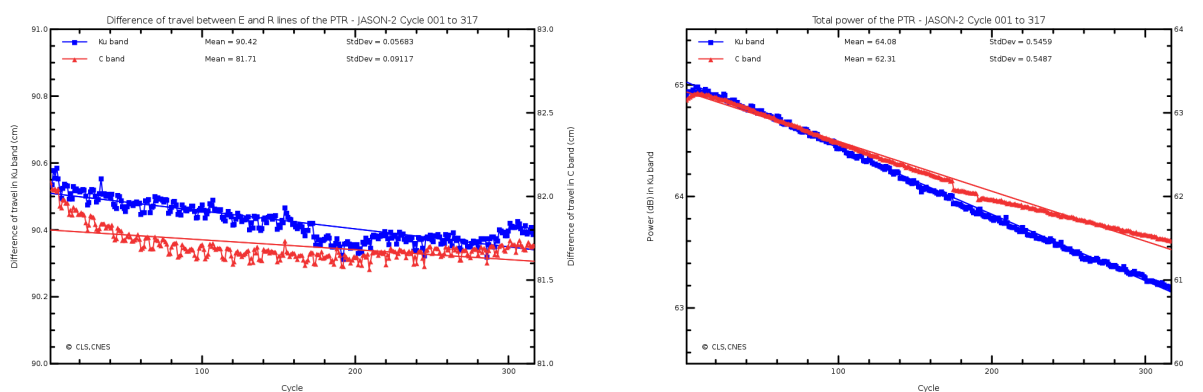 Difference of travel between E and R lines of the PTR - JASON-2 Cycle 001 to 317
91.0
90.8
90.6
90.4
90.2
90.0
Difference of travel in Ku band (cm)
Ku band Mean = 90.42 StdDev = 0.05683
C band Mean = 81.71 StdDev = 0.09117
© CLS,CNES
100 200 300
Cycle
83.0
82.5
82.0
81.5
81.0
Difference of travel in C band (cm)
Total power of the PTR - JASON-2 Cycle 001 to 317
65
64
63
Power (dB) in Ku band
Ku band Mean = 64.08 StdDev = 0.5459
C band Mean = 62.31 StdDev = 0.5487
© CLS,CNES
100 200 300
Cycle
64
63
62
61
60